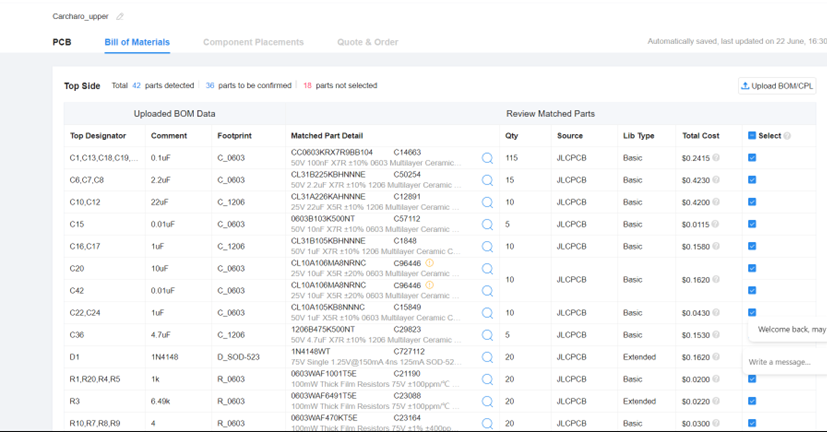 Carcharo_upper
PCB Bill of Materials Component Placements Quote & Order Automatically saved, last updated on 22 June, 16:30
Top Side Total 42 parts detected 36 parts to be confirmed 18 parts not selected Upload BOM/CPL
Uploaded BOM Data Review Matched Parts
Top Designator Comment Footprint Matched Part Detail Qty Source Lib Type Total Cost Select
C1,C13,C18,C19,... 0.1uF C_0603 CC0603KRX7R9BB104 C14663 115 JLCPCB Basic $0.2415
50V 100nF X7R ±10% 0603 Multilayer Ceramic...
C6,C7,C8 2.2uF C_0603 CL31B225KBHNNNE C50254 15 JLCPCB Basic $0.4230
50V 2.2uF X7R ±10% 1206 Multilayer Ceramic ...
C10,C12 22uF C_1206 CL31A226KAHNNNE C12891 10 JLCPCB Basic $0.4200
25V 22uF X5R ±10% 1206 Multilayer Ceramic ...
C15 0.01uF C_0603 0603B103K500NT C57112 5 JLCPCB Basic $0.0115
50V 10nF X7R ±10% 0603 Multilayer Ceramic ...
C16,C17 1uF C_1206 CL31B105KBHNNNE C1848 10 JLCPCB Basic $0.1580
50V 1uF X7R ±10% 1206 Multilayer Ceramic C...
C20 10uF C_0603 CL10A106MA8NRNC C96446
25V 10uF X5R ±20% 0603 Multilayer Ceramic ...
10 JLCPCB Basic $0.1620
C42 0.01uF C_0603 CL10A106MA8NRNC C96446
25V 10uF X5R ±20% 0603 Multilayer Ceramic ...
C22,C24 1uF C_0603 CL10A105KB8NNNC C15849 10 JLCPCB Basic $0.0430
50V 1uF X5R ±10% 0603 Multilayer Ceramic C...
C36 4.7uF C_1206 1206B475K500NT C29823 5 JLCPCB Basic $0.1530
50V 4.7uF X7R ±10% 1206 Multilayer Ceramic ...
Welcome back, may
D1 1N4148 D_SOD-523 1N4148WT C727112 20 JLCPCB Extended $0.1620
75V Single 1.25V@150mA 4ns 125mA SOD-52...
Write a message...
R1,R20,R4,R5 1k R_0603 0603WAF1001T5E C21190 20 JLCPCB Basic $0.0200
100mW Thick Film Resistors 75V ±100ppm/℃ ...
R3 6.49k R_0603 0603WAF6491T5E C23088 20 JLCPCB Extended $0.0220
100mW Thick Film Resistors 75V ±100ppm/℃ ...
R10,R7,R8,R9 4 R_0603 0603WAF470KT5E C23164 20 JLCPCB Basic $0.0300
100mW Thick Film Resistors 75V ±1% ±400pp...